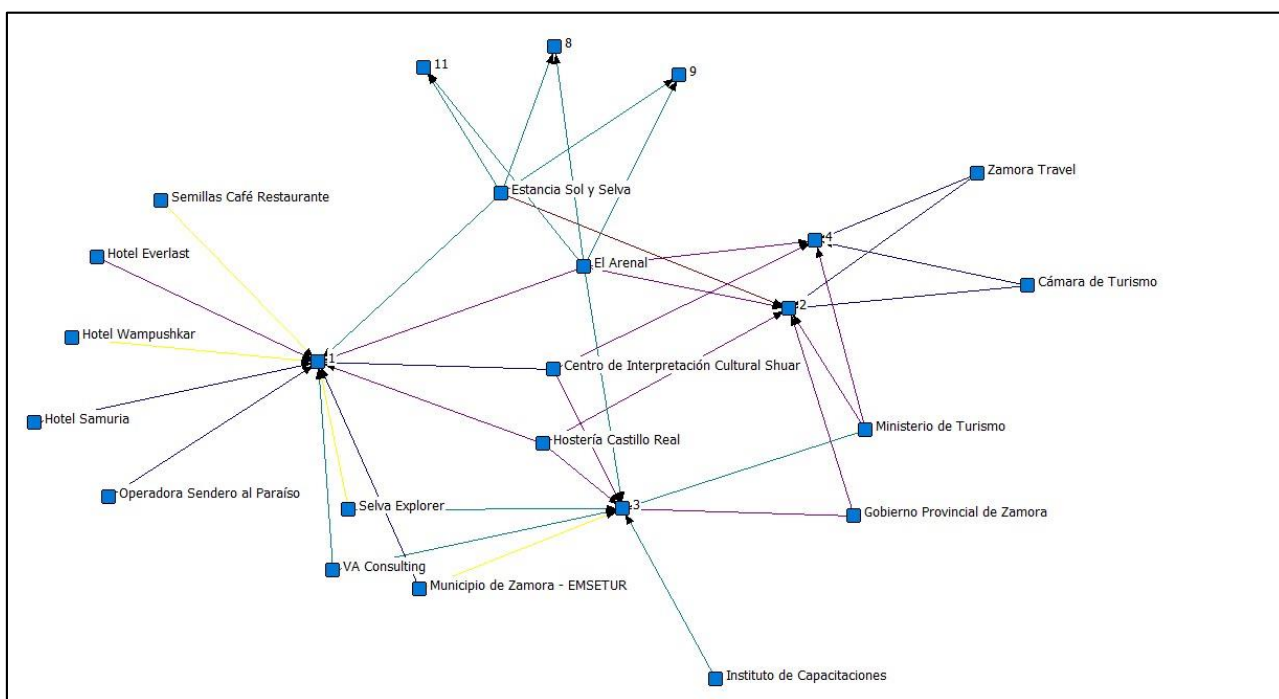 8
11
9
Zamora Travel
Estancia Sol y Selva
Semillas Café Restaurante
4
Hotel Everlast
El Arenal
Cámara de Turismo
2
Hotel Wampushkar
1
Centro de Interpretación Cultural Shuar
Hotel Samuria
Ministerio de Turismo
Hostería Castillo Real
Operadora Sendero al Paraíso
Selva Explorer
3
Gobierno Provincial de Zamora
VA Consulting
Municipio de Zamora - EMSETUR
Instituto de Capacitaciones